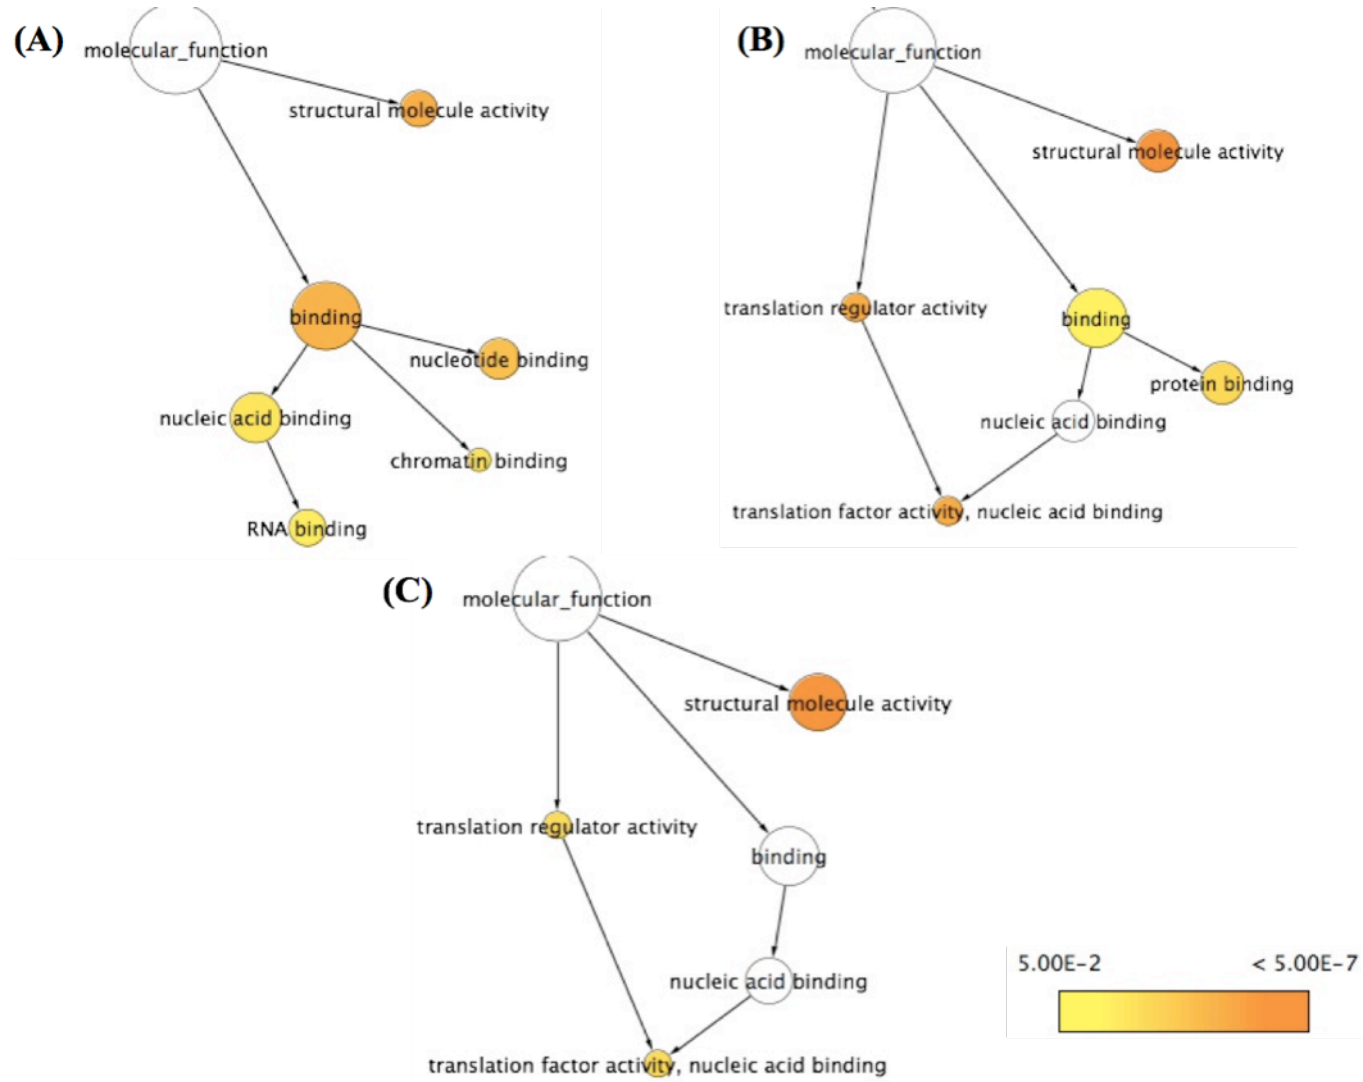 (A)
molecular_function
structural molecule activity
binding
nucleotide binding
nucleic acid binding
chromatin binding
RNA binding
(B)
molecular_function
structural molecule activity
translation regulator activity
binding
protein binding
nucleic acid binding
translation factor activity, nucleic acid binding
(C)
molecular_function
structural molecule activity
translation regulator activity
binding
nucleic acid binding
translation factor activity, nucleic acid binding
5.00E-2 < 5.00E-7